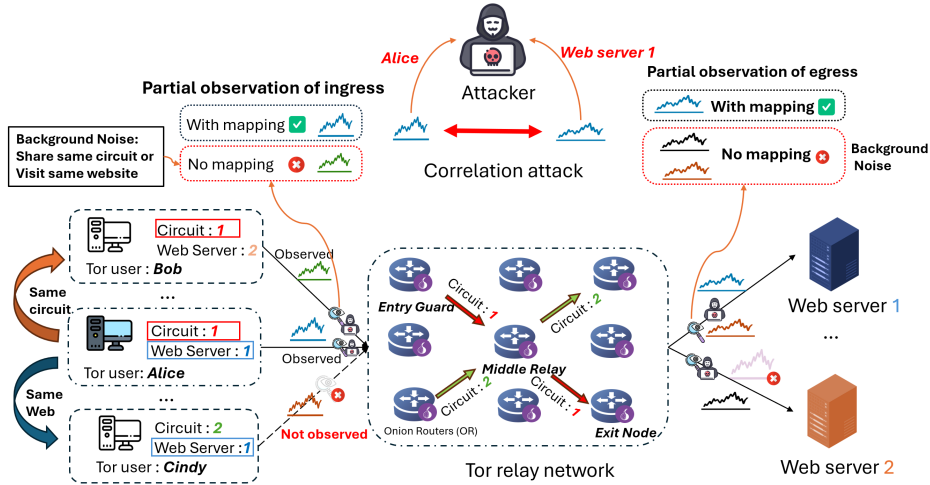 Alice
Web server 1
Attacker
Partial observation of ingress
With mapping
No mapping
Background Noise:
Share same circuit or
Visit same website
Correlation attack
Partial observation of egress
With mapping
No mapping
Background
Noise
Circuit : 1
Web Server : 2
Tor user : Bob
...
Same
circuit
Circuit : 1
Web Server : 1
Tor user: Alice
...
Same
Web
Circuit : 2
Web Server : 1
Tor user : Cindy
Observed
Observed
Not observed
Entry Guard
Circuit : 1
Circuit : 2
Middle Relay
Circuit : 2
Circuit : 1
Onion Routers (OR)
Exit Node
Tor relay network
Web server 1
...
Web server 2